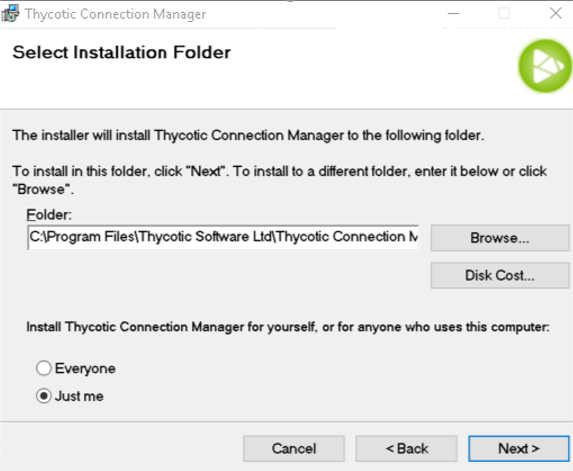 Thycotic Connection Manager
Select Installation Folder
The installer will install Thycotic Connection Manager to the following folder.
To install in this folder, click "Next". To install to a different folder, enter it below or click
"Browse".
Folder:
C:\Program Files\Thycotic Software Ltd\Thycotic Connection M
Browse...
Disk Cost...
Install Thycotic Connection Manager for yourself, or for anyone who uses this computer:
Everyone
Just me
Cancel
< Back
Next >